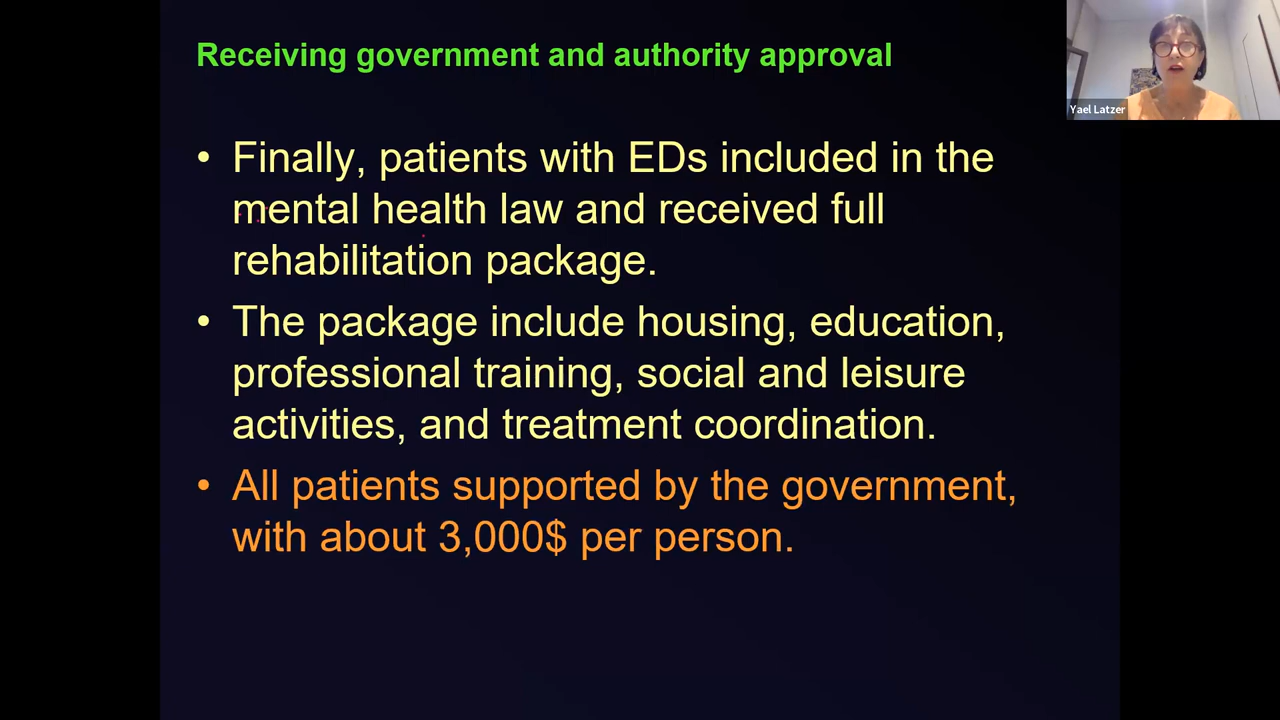 Receiving government and authority approval
Yael Latzer
• Finally, patients with EDs included in the
mental health law and received full
rehabilitation package.
• The package include housing, education,
professional training, social and leisure
activities, and treatment coordination.
• All patients supported by the government,
with about 3,000$ per person.